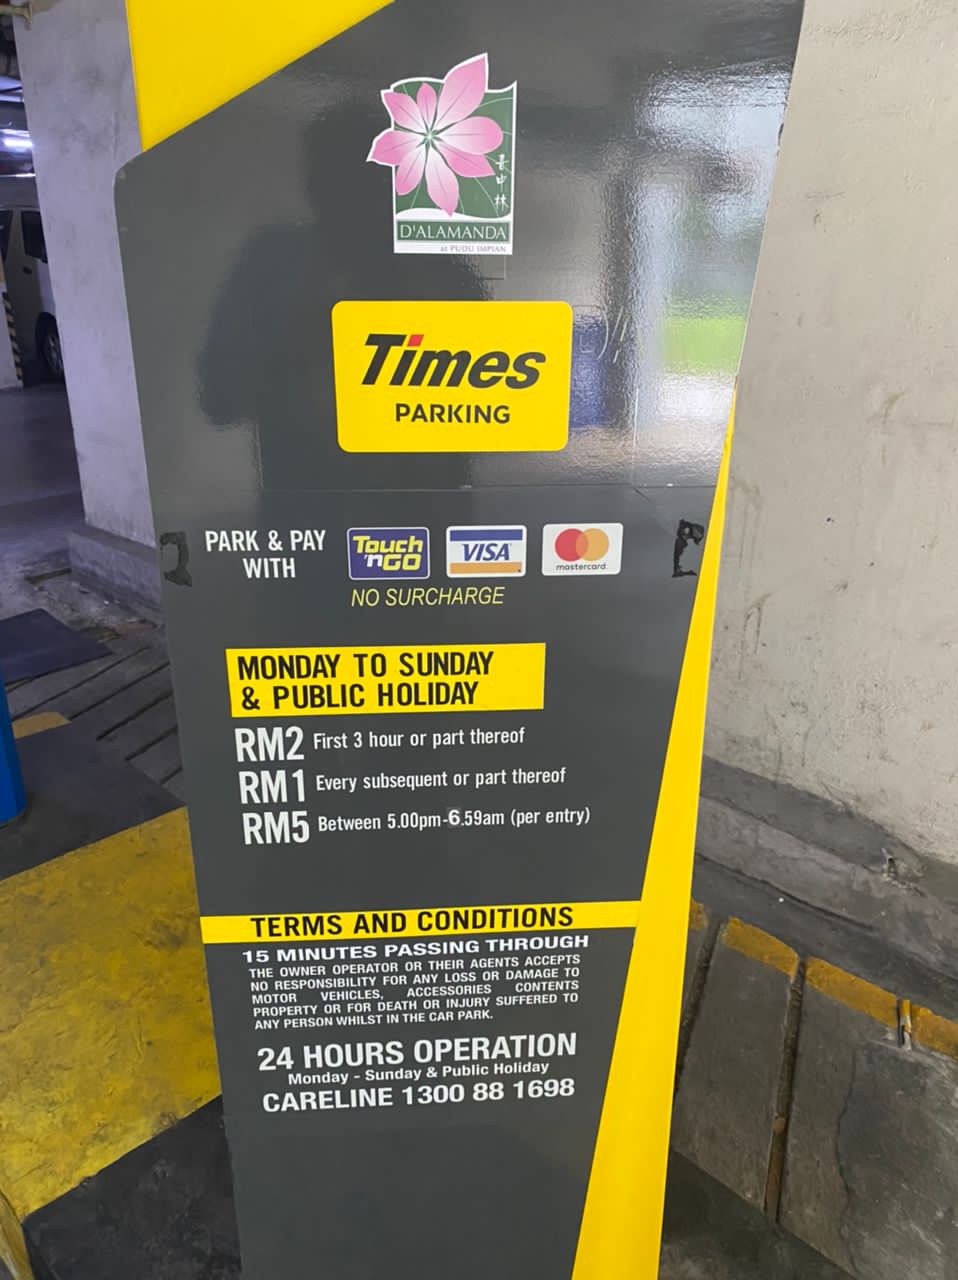 景中林
D'ALAMANDA
at PUDU IMPIAN
Times
PARKING
PARK & PAY
WITH
Touch
'nGO
VISA
mastercard
NO SURCHARGE
MONDAY TO SUNDAY
& PUBLIC HOLIDAY
RM2 First 3 hour or part thereof
RM1 Every subsequent or part thereof
RM5 Between 5.00pm-6.59am (per entry)
TERMS AND CONDITIONS
15 MINUTES PASSING THROUGH
THE OWNER OPERATOR OR THEIR AGENTS ACCEPTS
NO RESPONSIBILITY FOR ANY LOSS OR DAMAGE TO
MOTOR VEHICLES, ACCESSORIES CONTENTS
PROPERTY OR FOR DEATH OR INJURY SUFFERED TO
ANY PERSON WHILST IN THE CAR PARK.
24 HOURS OPERATION
Monday - Sunday & Public Holiday
CARELINE 1300 88 1698